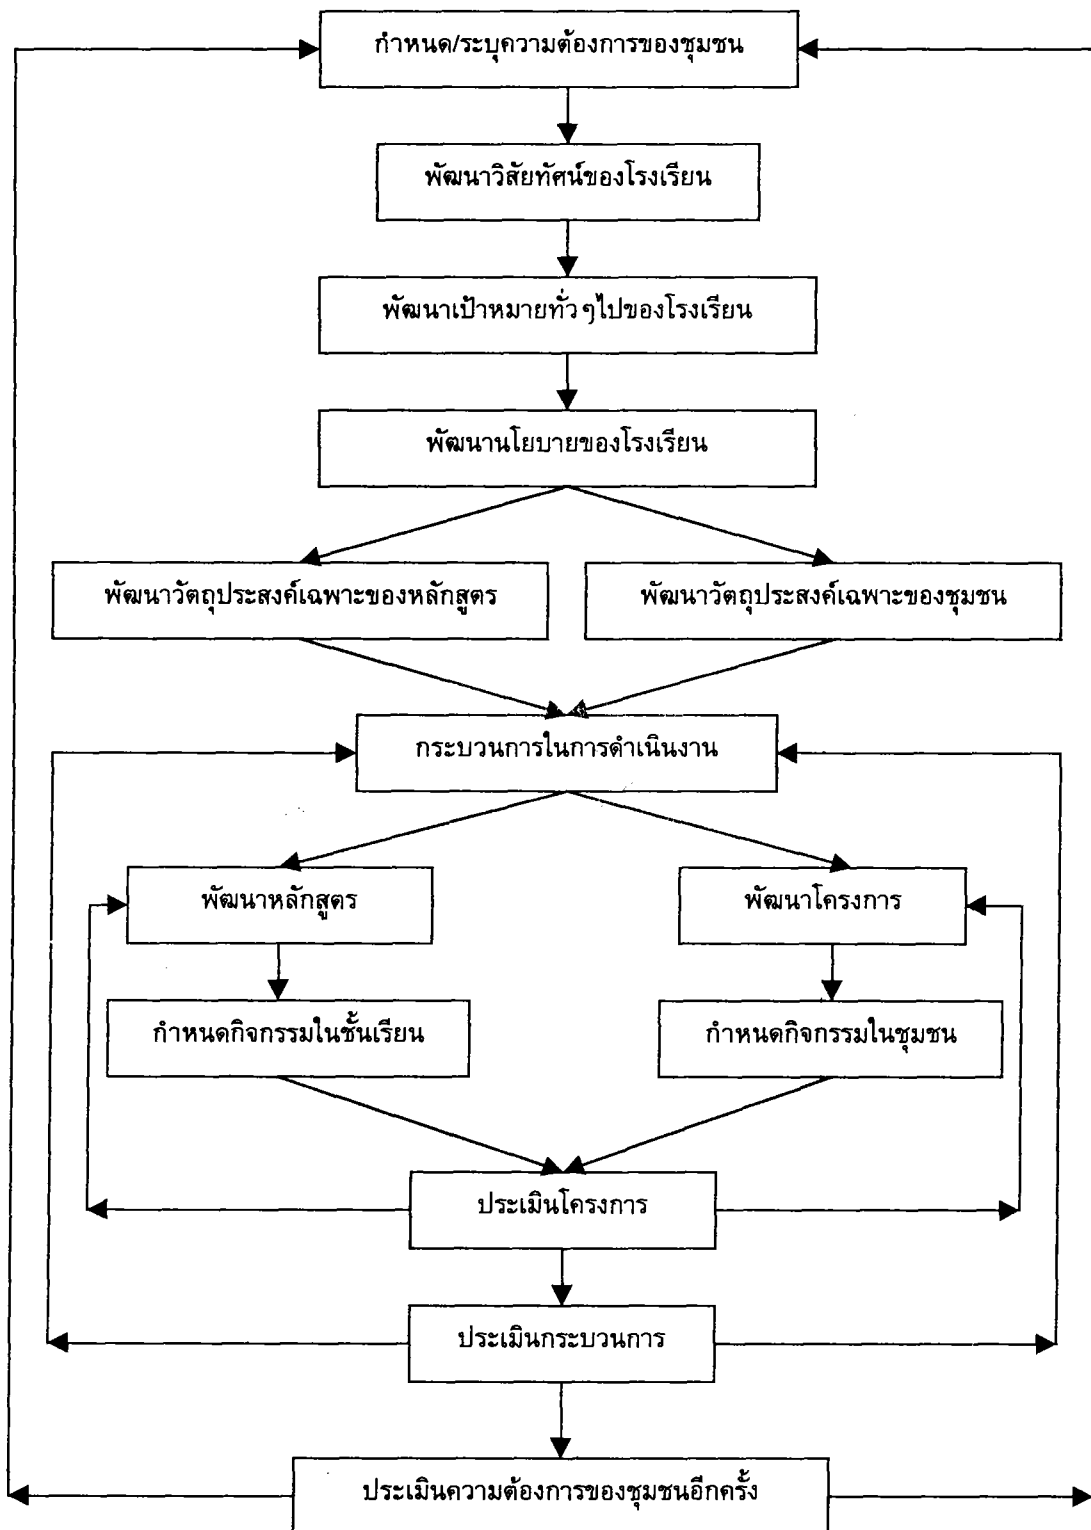 กำหนด/ระบุความต้องการของชุมชน
พัฒนาวิสัยทัศน์ของโรงเรียน
พัฒนาเป้าหมายทั่วๆไปของโรงเรียน
พัฒนานโยบายของโรงเรียน
พัฒนาวัตถุประสงค์เฉพาะของหลักสูตร
พัฒนาวัตถุประสงค์เฉพาะของชุมชน
กระบวนการในการดำเนินงาน
พัฒนาหลักสูตร
พัฒนาโครงการ
กำหนดกิจกรรมในชั้นเรียน
กำหนดกิจกรรมในชุมชน
ประเมินโครงการ
ประเมินกระบวนการ
ประเมินความต้องการของชุมชนอีกครั้ง